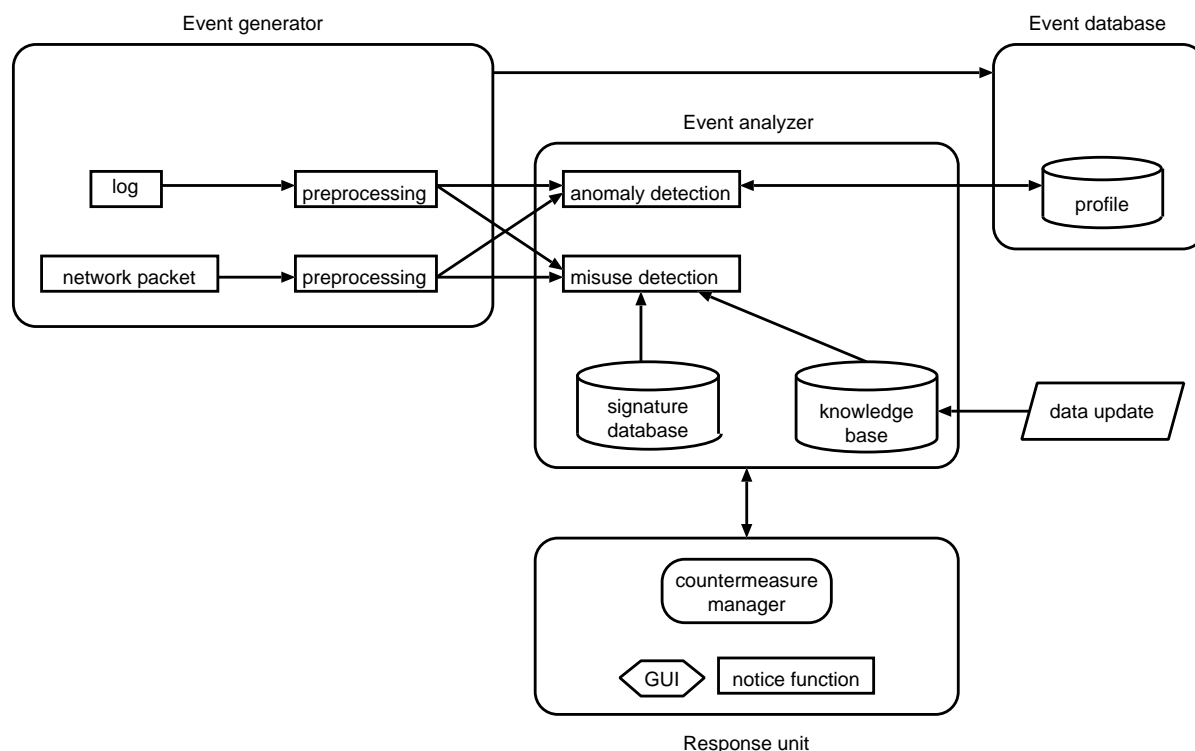 Event generator
Event database
Event analyzer
log
preprocessing
anomaly detection
profile
network packet
preprocessing
misuse detection
signature
database
knowledge
base
data update
countermeasure
manager
GUI
notice function
Response unit